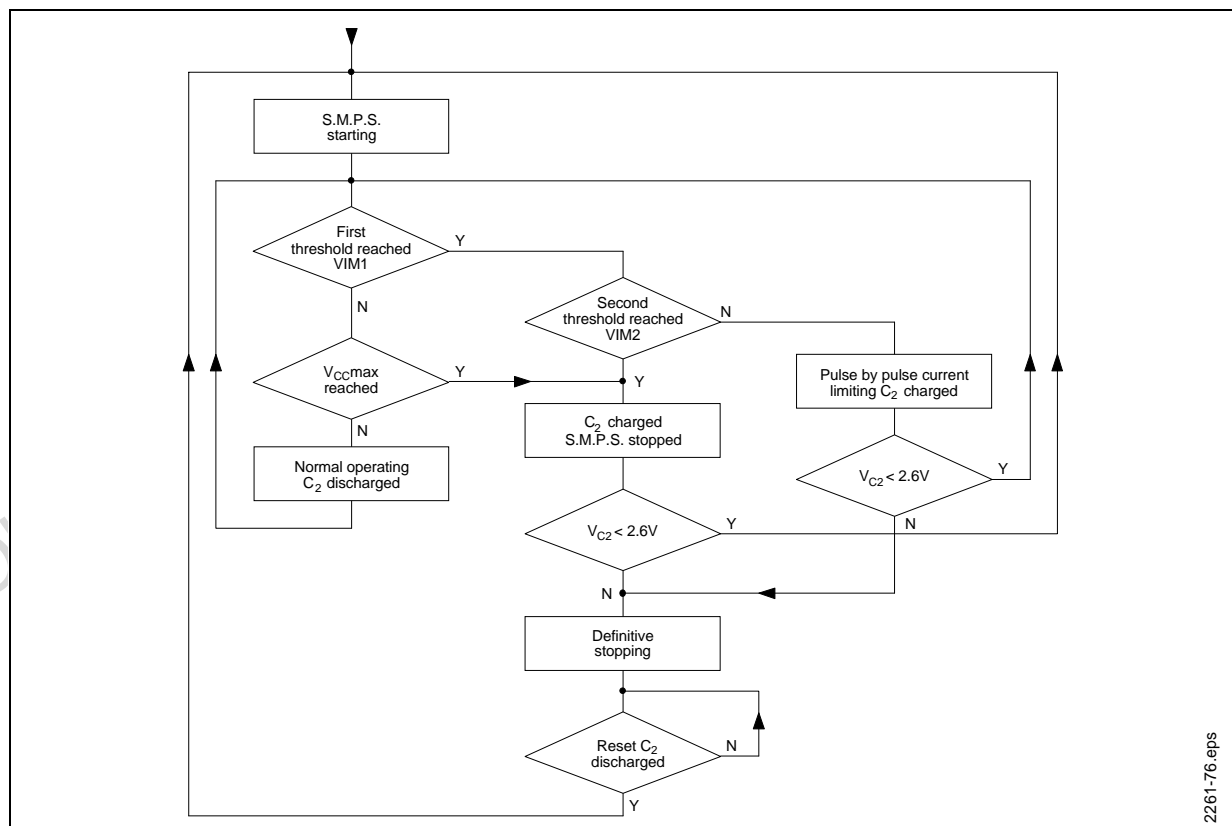 S.M.P.S.
starting
First
threshold reached
VIM1
Y
N
Second
threshold reached
VIM2
N
Y
VCCmax
reached
Y
N
Pulse by pulse current
limiting C2 charged
C2 charged
S.M.P.S. stopped
Normal operating
C2 discharged
VC2 < 2.6V
Y
N
VC2 < 2.6V
Y
N
Definitive
stopping
Reset C2
discharged
N
Y
2261-76.eps